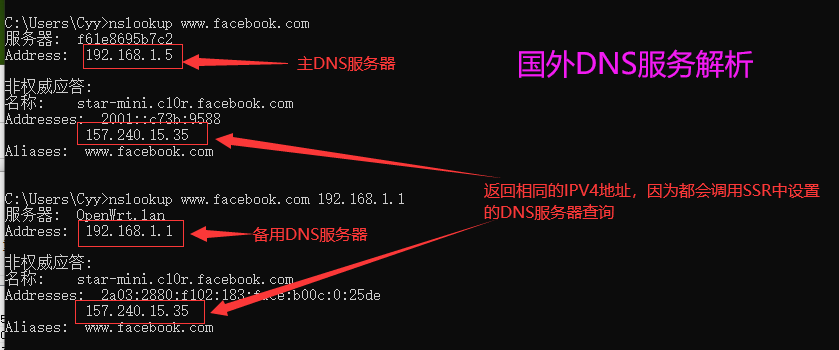 C:\Users\Cyy>nslookup www.facebook.com
服务器: f61e8695b7c2
Address: 192.168.1.5
主DNS服务器
国外DNS服务解析
非权威应答:
名称: star-mini.c10r.facebook.com
Addresses: 2001::c73b:9588
157.240.15.35
Aliases: www.facebook.com
返回相同的IPV4地址，因为都会调用SSR中设置
的DNS服务器查询
C:\Users\Cyy>nslookup www.facebook.com 192.168.1.1
服务器: OpenWrt.lan
Address: 192.168.1.1
备用DNS服务器
非权威应答:
名称: star-mini.c10r.facebook.com
Addresses: 2a03:2880:f102:183:face:b00c:0:25de
157.240.15.35
Aliases: www.facebook.com